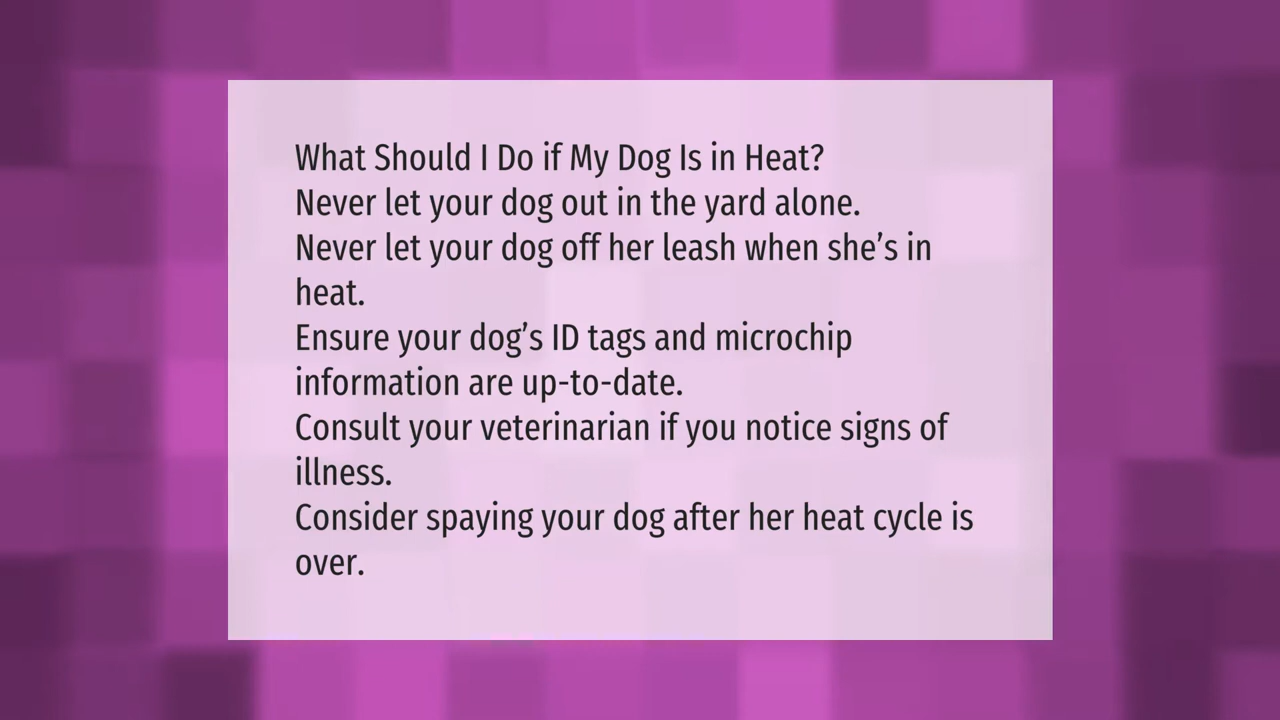 What Should I Do if My Dog Is in Heat?
Never let your dog out in the yard alone.
Never let your dog off her leash when she’s in
heat.
Ensure your dog’s ID tags and microchip
information are up-to-date.
Consult your veterinarian if you notice signs of
illness.
Consider spaying your dog after her heat cycle is
over.